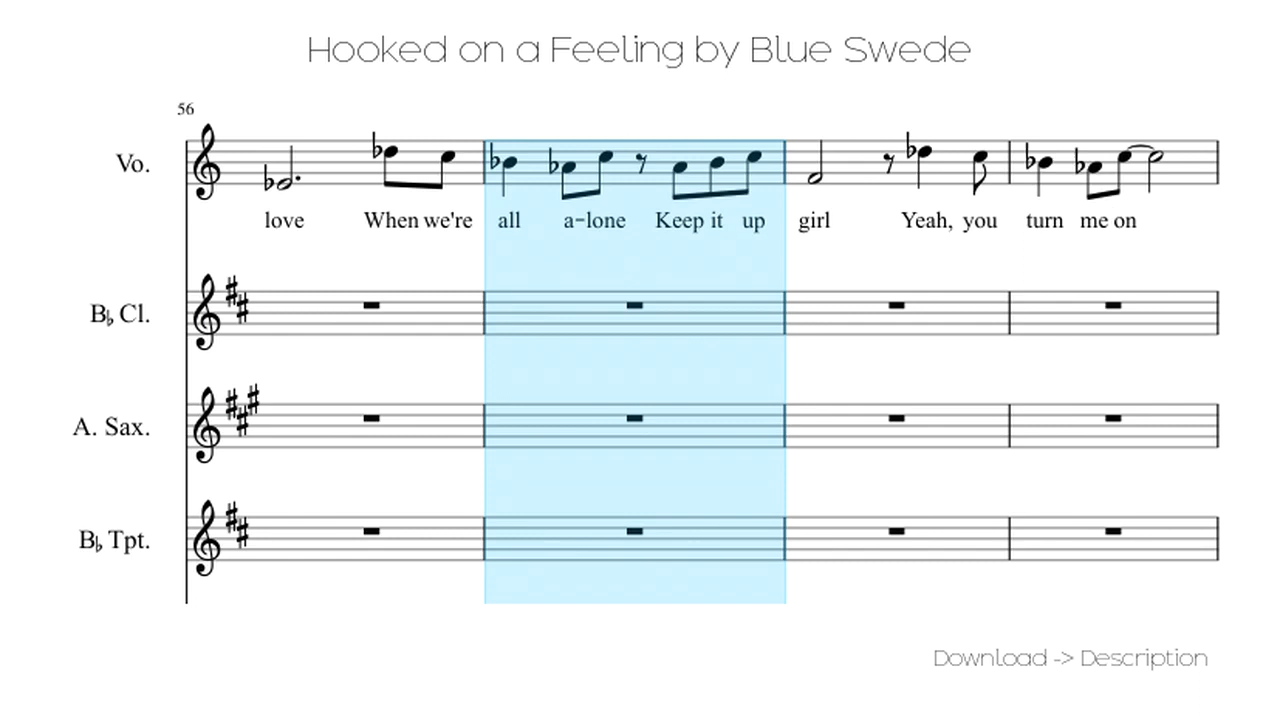 Hooked on a Feeling by Blue Swede
56
Vo.
love When we're all a-lone Keep it up girl Yeah, you turn me on
B♭ Cl.
A. Sax.
B♭ Tpt.
Download -> Description